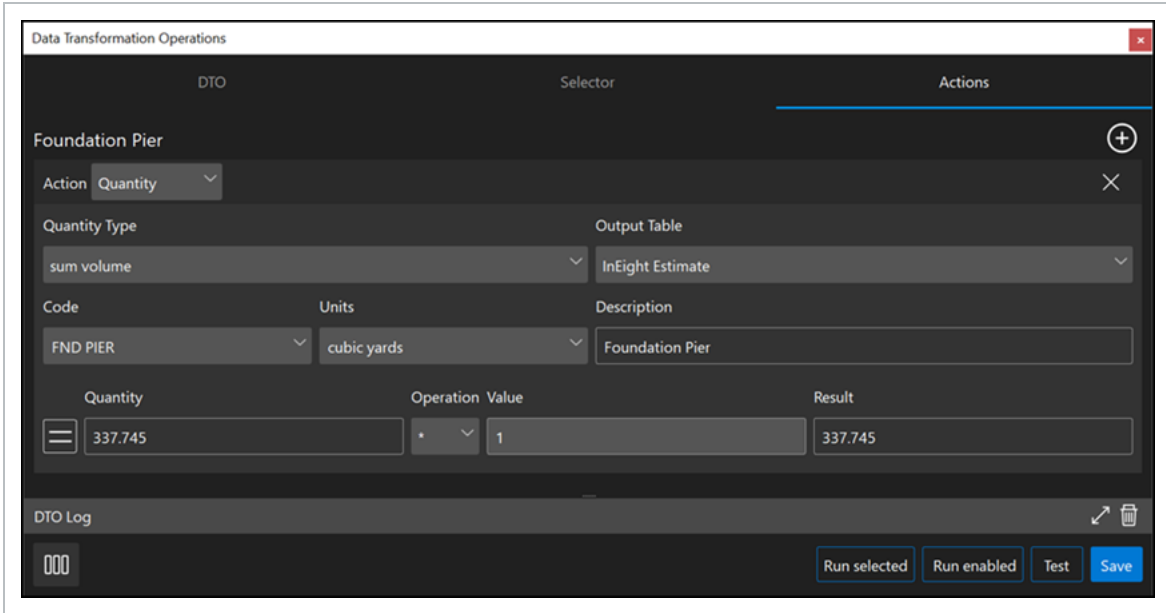 Data Transformation Operations
DTO Selector Actions
Foundation Pier
Action Quantity
Quantity Type Output Table
sum volume InEight Estimate
Code Units Description
FND PIER cubic yards Foundation Pier
Quantity Operation Value Result
337.745 * 1 337.745
DTO Log
Run selected Run enabled Test Save